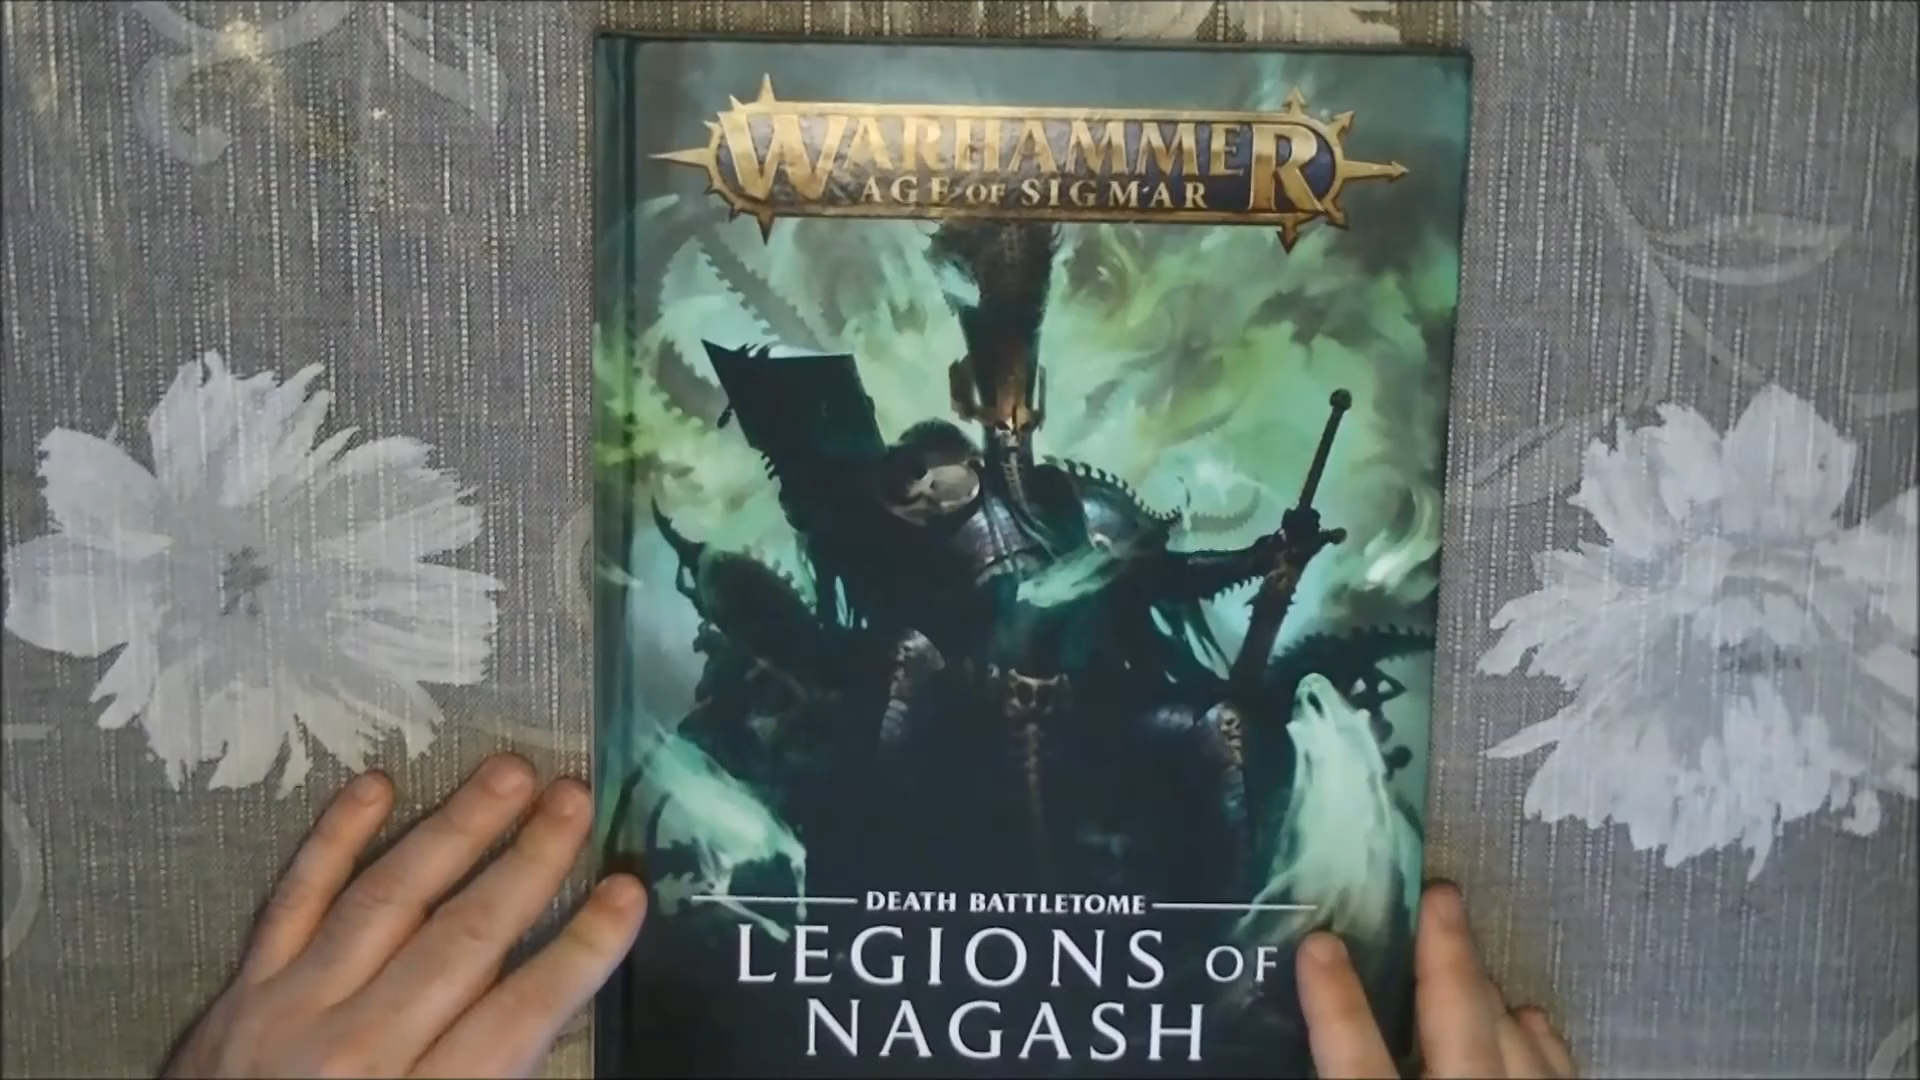 WARHAMMER
AGE OF SIGMAR
DEATH BATTLETOME
LEGIONS OF
NAGASH